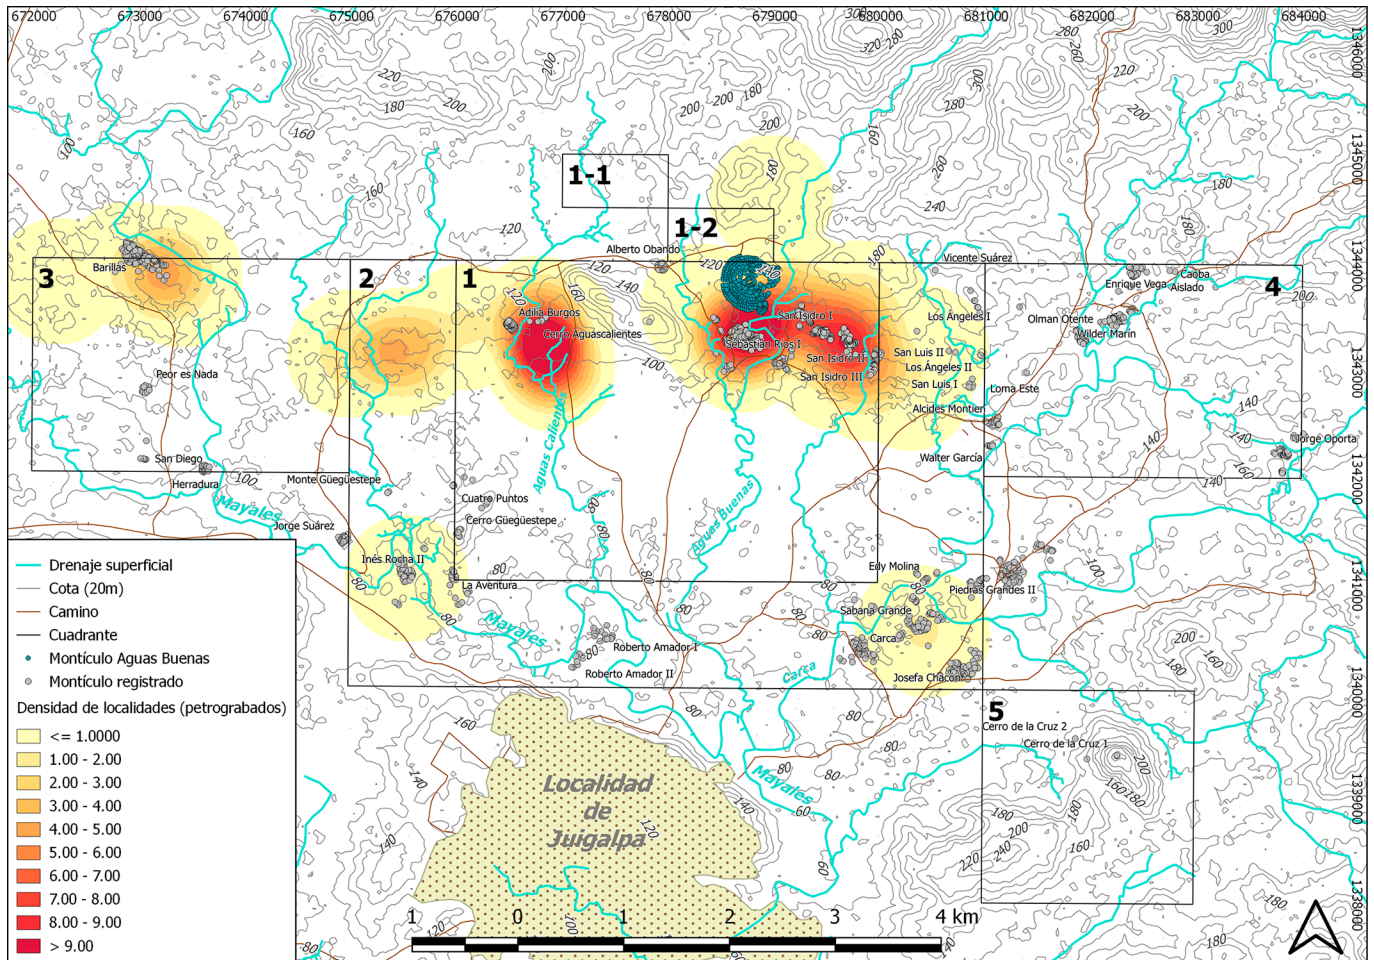 672000 673000 674000 675000 676000 677000 678000 679000 680000 681000 682000 683000 684000
1346000
1345000
1344000
1343000
1342000
1341000
1340000
1339000
1338000
1-1
1-2
3
2
1
4
5
Alberto Obando
Vicente Suárez
Barillas
Caoba
Enrique Vega
Aislado
Adilia Burgos
San Isidro I
Los Ángeles I
Olman Otente
Cerro Aguascalientes
Wilder Marín
Sebastian Ríos I
San Isidro II
San Luis II
Los Ángeles II
Peor es Nada
San Isidro III
San Luis I
Loma Este
Alcides Montiel
Jorge Oporta
San Diego
Walter García
Herradura
Monte Güegüestepe
Aguas Calientes
Cuatro Puntos
Mayales
Jorge Suárez
Cerro Güegüestepe
Aguas Buenas
Inés Rocha II
Edy Molina
La Aventura
Piedras Grandes II
Sabana Grande
Mayales
Carca
Roberto Amador I
Roberto Amador II
Carca
Josefa Chacón
Cerro de la Cruz 2
Cerro de la Cruz 1
Mayales
Localidad
de
Juigalpa
Drenaje superficial
Cota (20m)
Camino
Cuadrante
Montículo Aguas Buenas
Montículo registrado
Densidad de localidades (petrograbados)
<= 1.0000
1.00 - 2.00
2.00 - 3.00
3.00 - 4.00
4.00 - 5.00
5.00 - 6.00
6.00 - 7.00
7.00 - 8.00
8.00 - 9.00
> 9.00
1 0 1 2 3 4 km